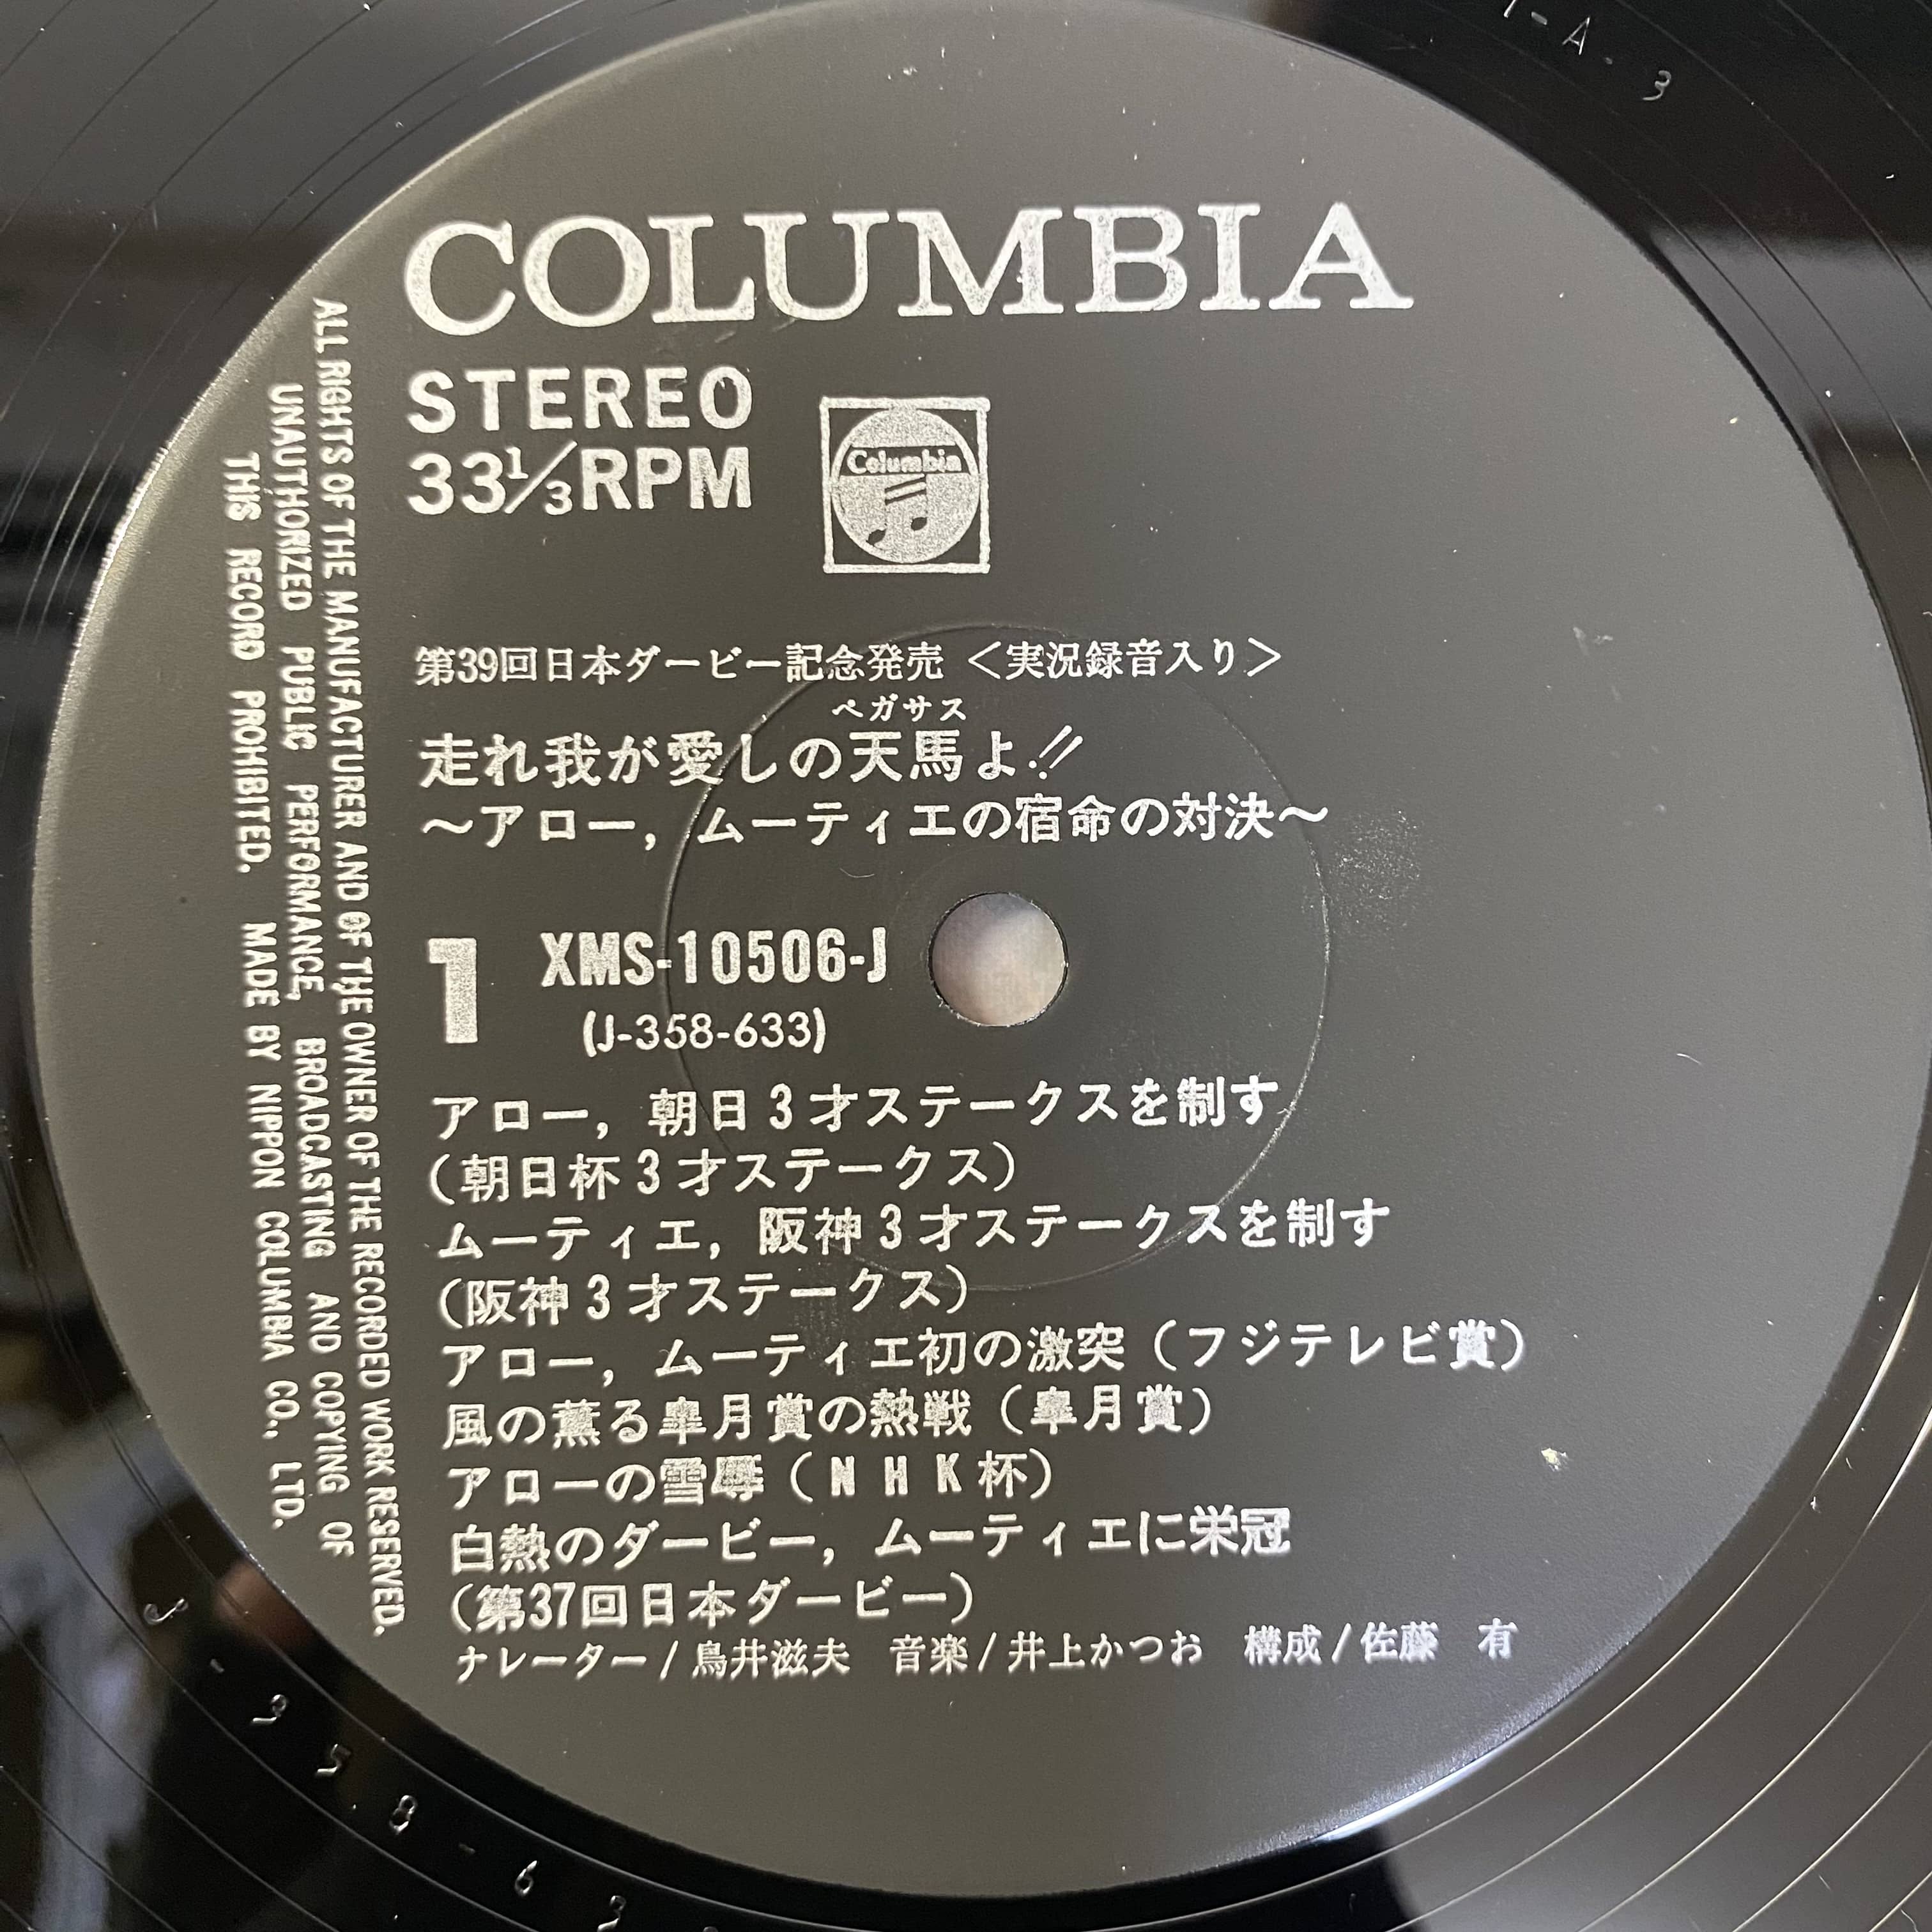 COLUMBIA
STEREO
33⅓RPM
Columbia
第39回日本ダービー記念発売 ＜実況録音入り＞
ペガサス
走れ我が愛しの天馬よ!!
〜アロー, ムーティエの宿命の対決〜
1 XMS-10506-J
(J-358-633)
アロー, 朝日3才ステークスを制す
(朝日杯3才ステークス)
ムーティエ, 阪神3才ステークスを制す
(阪神3才ステークス)
アロー, ムーティエ初の激突 (フジテレビ賞)
風の薫る皐月賞の熱戦 (皐月賞)
アローの雪辱 (NHK杯)
白熱のダービー, ムーティエに栄冠
(第37回日本ダービー)
ナレーター/鳥井滋夫 音楽/井上かつお 構成/佐藤 有
ALL RIGHTS OF THE MANUFACTURER AND OF THE OWNER OF THE RECORDED WORK RESERVED.
UNAUTHORIZED PUBLIC PERFORMANCE, BROADCASTING AND COPYING OF
THIS RECORD PROHIBITED. MADE BY NIPPON COLUMBIA CO., LTD.
J-358-63
1-A-3